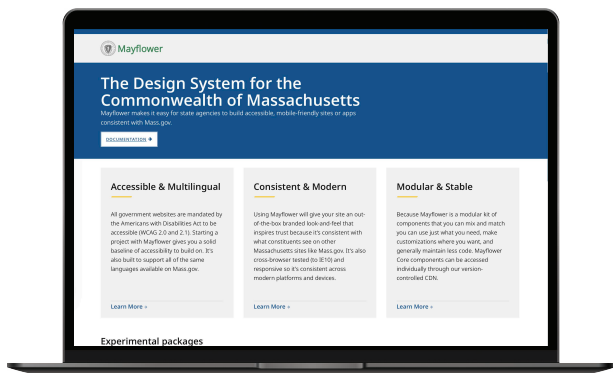 Mayflower
The Design System for the
Commonwealth of Massachusetts
Mayflower makes it easy for state agencies to build accessible, mobile-friendly sites or apps
consistent with Mass.gov.
DOCUMENTATION →
Accessible & Multilingual
All government websites are mandated by
the Americans with Disabilities Act to be
accessible (WCAG 2.0 and 2.1). Starting a
project with Mayflower gives you a solid
baseline of accessibility to build on. It's
also built to support all of the same
languages available on Mass.gov.
Learn More +
Consistent & Modern
Using Mayflower will give your site an out-
of-the-box branded look-and-feel that
inspires trust because it's consistent with
what constituents see on other
Massachusetts sites like Mass.gov. It's also
cross-browser tested (to IE10) and
responsive so it's consistent across
modern platforms and devices.
Learn More +
Modular & Stable
Because Mayflower is a modular kit of
components that you can mix and match
you can use just what you need, make
customizations where you want, and
generally maintain less code. Mayflower
Core components can be accessed
individually through our version-
controlled CDN.
Learn More +
Experimental packages